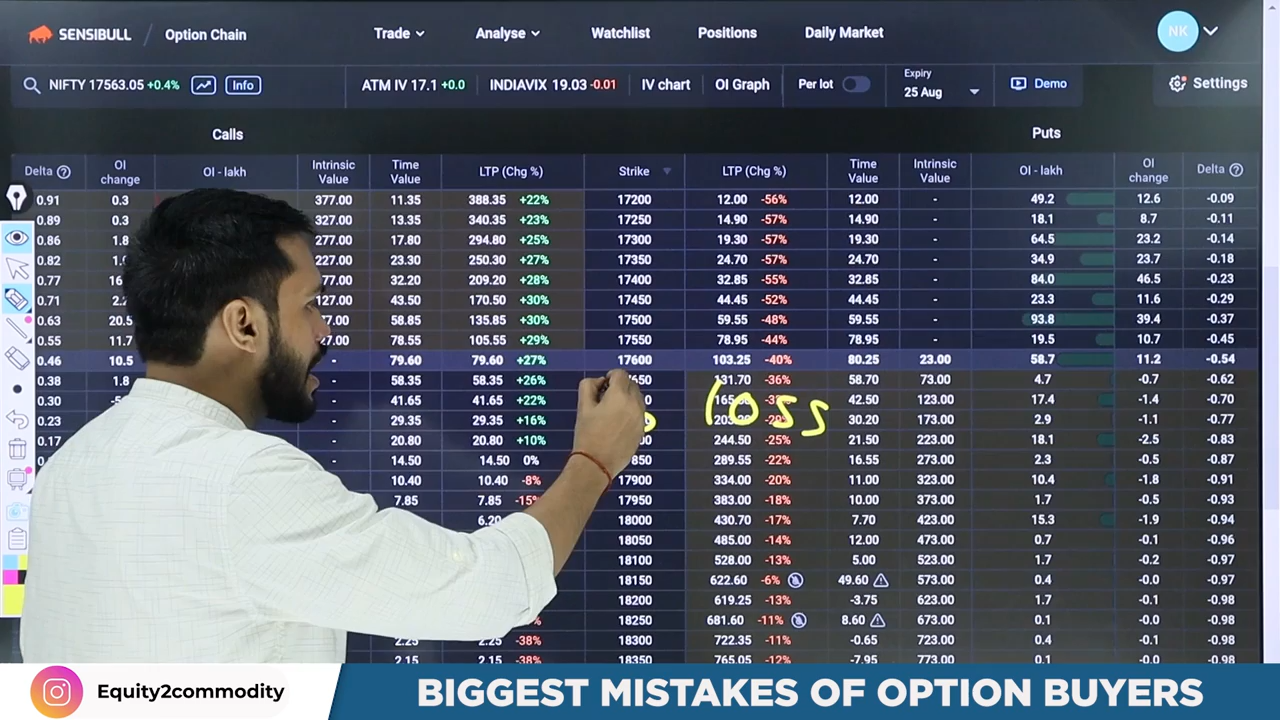 SENSIBULL / Option Chain Trade Analyse Watchlist Positions Daily Market NK
NIFTY 17563.05 +0.4% Info ATM IV 17.1 +0.0 INDIAVIX 19.03 -0.01 IV chart OI Graph Per lot Expiry 25 Aug Demo Settings
Calls Puts
Delta OI change OI - lakh Intrinsic Value Time Value LTP (Chg %) Strike LTP (Chg %) Time Value Intrinsic Value OI - lakh OI change Delta
0.91 0.3 377.00 11.35 388.35 +22% 17200 12.00 -56% 12.00 - 49.2 12.6 -0.09
0.89 0.3 327.00 13.35 340.35 +23% 17250 14.90 -57% 14.90 - 18.1 8.7 -0.11
0.86 1.8 277.00 17.80 294.80 +25% 17300 19.30 -57% 19.30 - 64.5 23.2 -0.14
0.82 227.00 23.30 250.30 +27% 17350 24.70 -57% 24.70 - 34.9 23.7 -0.18
0.77 177.00 32.20 209.20 +28% 17400 32.85 -55% 32.85 - 84.0 46.5 -0.23
0.71 127.00 43.50 170.50 +30% 17450 44.45 -52% 44.45 - 23.3 11.6 -0.29
0.63 20.5 58.85 135.85 +30% 17500 59.55 -48% 59.55 - 93.8 39.4 -0.37
0.55 11.7 78.55 105.55 +29% 17550 78.95 -44% 78.95 - 19.5 10.7 -0.45
0.46 10.5 - 79.60 79.60 +27% 17600 103.25 -40% 80.25 23.00 58.7 11.2 -0.54
0.38 1.8 - 58.35 58.35 +26% 131.70 -36% 58.70 73.00 4.7 -0.7 -0.62
0.30 - 41.65 41.65 +22% 42.50 123.00 17.4 -1.4 -0.70
loss
0.23 - 29.35 29.35 +16% 30.20 173.00 2.9 -1.1 -0.77
0.17 - 20.80 20.80 +10% 244.50 -25% 21.50 223.00 18.1 -2.5 -0.83
- 14.50 14.50 0% 289.55 -22% 16.55 273.00 2.3 -0.5 -0.87
- 10.40 10.40 -8% 17900 334.00 -20% 11.00 323.00 10.4 -1.8 -0.91
7.85 7.85 -15% 17950 383.00 -18% 10.00 373.00 1.7 -0.5 -0.93
6.20 18000 430.70 -17% 7.70 423.00 15.3 -1.9 -0.94
18050 485.00 -14% 12.00 473.00 0.7 -0.1 -0.96
18100 528.00 -13% 5.00 523.00 1.7 -0.2 -0.97
18150 622.60 -6% 49.60 573.00 0.4 -0.0 -0.97
18200 619.25 -13% -3.75 623.00 1.7 -0.1 -0.98
18250 681.60 -11% 8.60 673.00 0.1 -0.0 -0.98
2.25 2.25 -38% 18300 722.35 -11% -0.65 723.00 0.4 -0.1 -0.98
2.15 2.15 -38% 18350 765.05 -12% -7.95 773.00 0.1 -0.0 -0.98
Equity2commodity
BIGGEST MISTAKES OF OPTION BUYERS